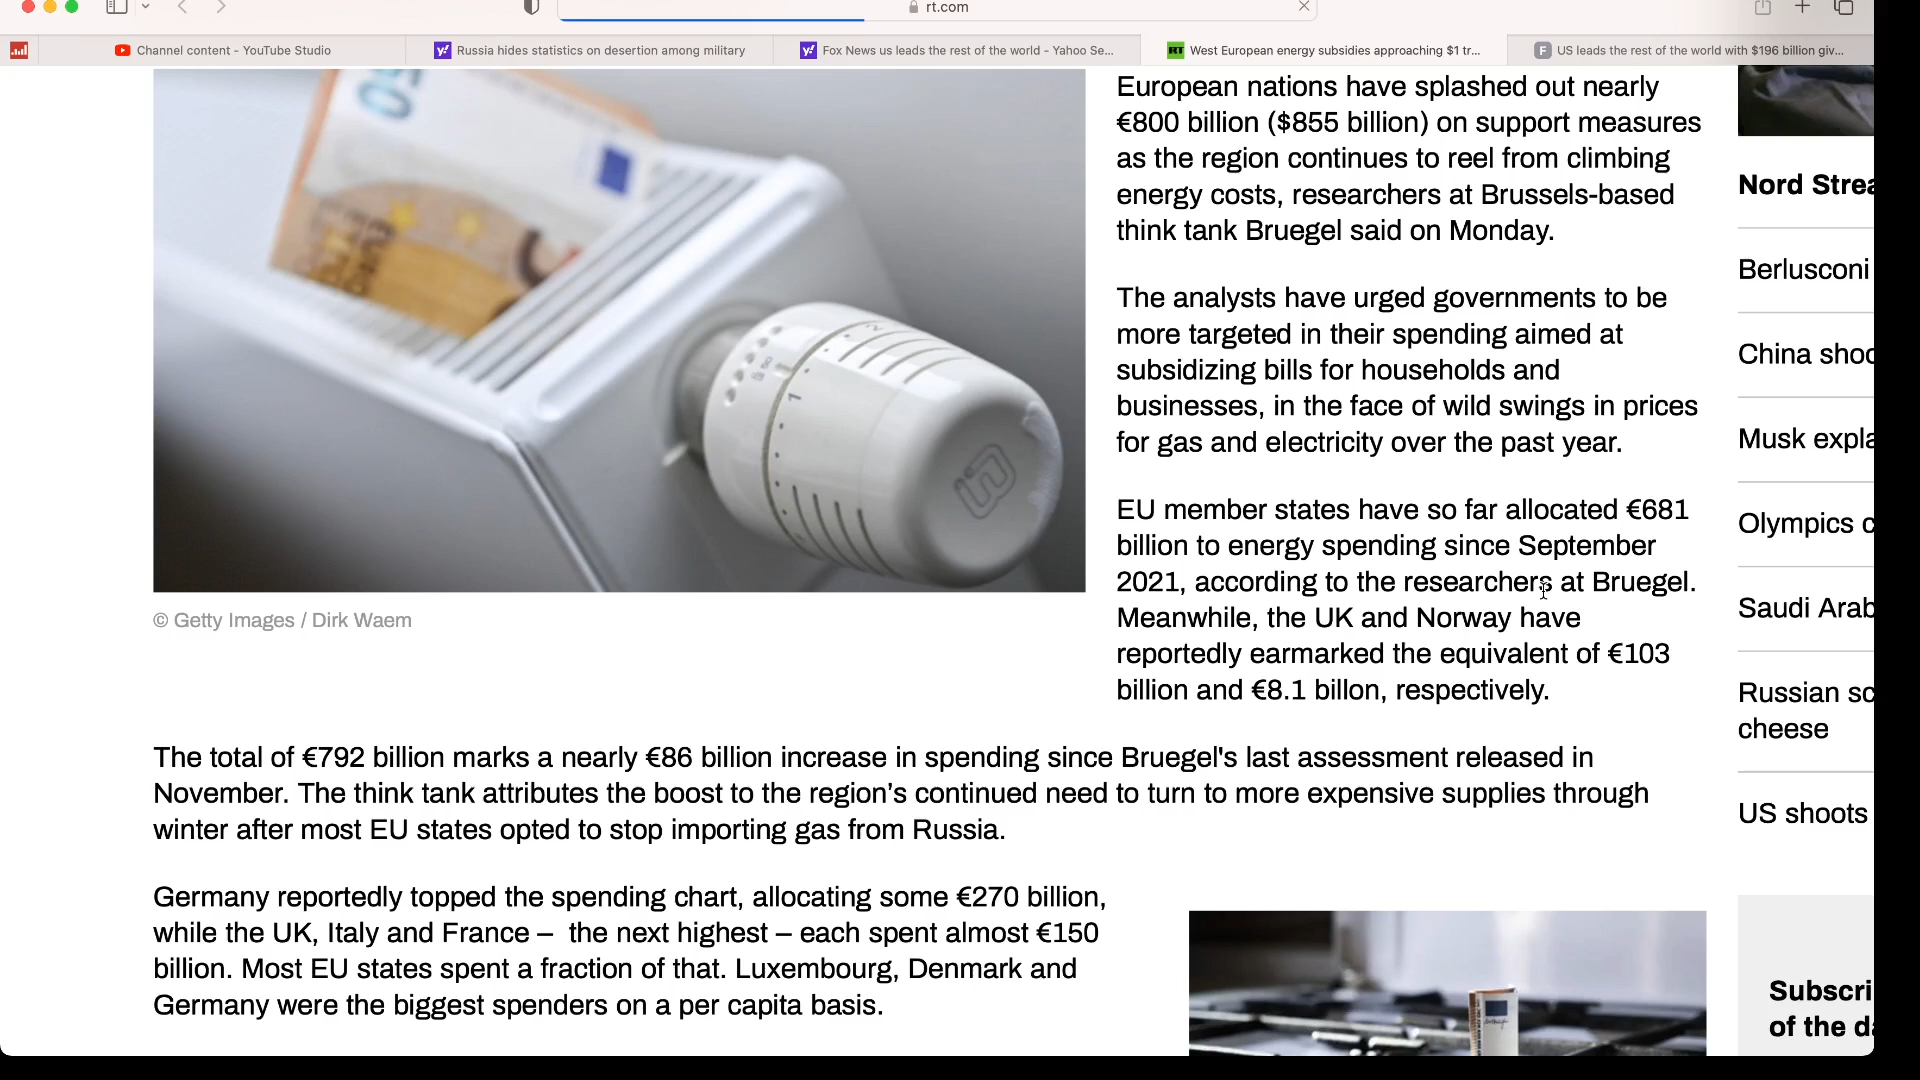 rt.com
Channel content - YouTube Studio
Russia hides statistics on desertion among military
Fox News us leads the rest of the world - Yahoo Se...
RT
West European energy subsidies approaching $1 tr...
F
US leads the rest of the world with $196 billion giv...
European nations have splashed out nearly
€800 billion ($855 billion) on support measures
as the region continues to reel from climbing
energy costs, researchers at Brussels-based
think tank Bruegel said on Monday.
The analysts have urged governments to be
more targeted in their spending aimed at
subsidizing bills for households and
businesses, in the face of wild swings in prices
for gas and electricity over the past year.
EU member states have so far allocated €681
billion to energy spending since September
2021, according to the researchers at Bruegel.
Meanwhile, the UK and Norway have
reportedly earmarked the equivalent of €103
billion and €8.1 billon, respectively.
50
1
© Getty Images / Dirk Waem
The total of €792 billion marks a nearly €86 billion increase in spending since Bruegel's last assessment released in
November. The think tank attributes the boost to the region’s continued need to turn to more expensive supplies through
winter after most EU states opted to stop importing gas from Russia.
Germany reportedly topped the spending chart, allocating some €270 billion,
while the UK, Italy and France – the next highest – each spent almost €150
billion. Most EU states spent a fraction of that. Luxembourg, Denmark and
Germany were the biggest spenders on a per capita basis.
Nord Strea
Berlusconi
China shoo
Musk expla
Olympics c
Saudi Arab
Russian sc
cheese
US shoots
Subscri
of the da